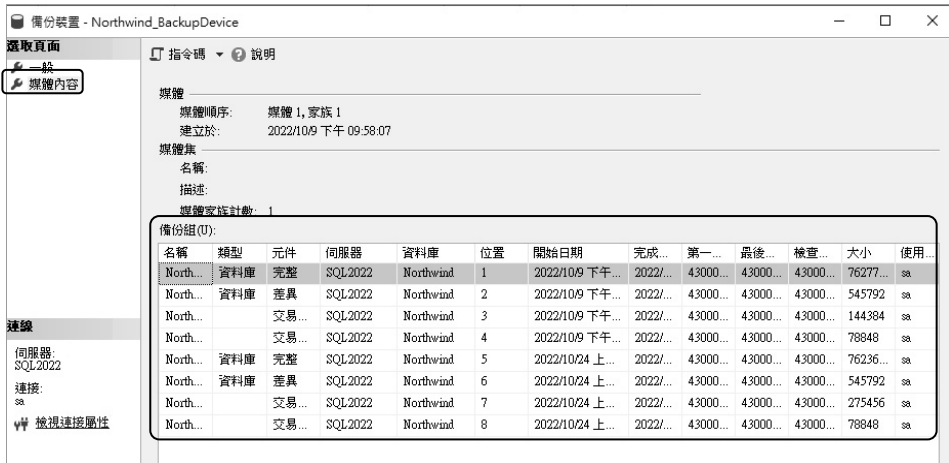 備份裝置 - Northwind_BackupDevice
選取頁面
一般
媒體內容
指令碼 說明
媒體
媒體順序: 媒體 1, 家族 1
建立於: 2022/10/9 下午 09:58:07
媒體集
名稱:
描述:
媒體家族計數: 1
備份組(U):
名稱 類型 元件 伺服器 資料庫 位置 開始日期 完成... 第一... 最後... 檢查... 大小 使用...
North... 資料庫 完整 SQL2022 Northwind 1 2022/10/9 下午... 2022/... 43000... 43000... 43000... 76277... sa
North... 資料庫 差異 SQL2022 Northwind 2 2022/10/9 下午... 2022/... 43000... 43000... 43000... 545792 sa
North... 交易... SQL2022 Northwind 3 2022/10/9 下午... 2022/... 43000... 43000... 43000... 144384 sa
North... 交易... SQL2022 Northwind 4 2022/10/9 下午... 2022/... 43000... 43000... 43000... 78848 sa
North... 資料庫 完整 SQL2022 Northwind 5 2022/10/24 上... 2022/... 43000... 43000... 43000... 76236... sa
North... 資料庫 差異 SQL2022 Northwind 6 2022/10/24 上... 2022/... 43000... 43000... 43000... 545792 sa
North... 交易... SQL2022 Northwind 7 2022/10/24 上... 2022/... 43000... 43000... 43000... 275456 sa
North... 交易... SQL2022 Northwind 8 2022/10/24 上... 2022/... 43000... 43000... 43000... 78848 sa
連線
伺服器:
SQL2022
連接:
sa
檢視連接屬性